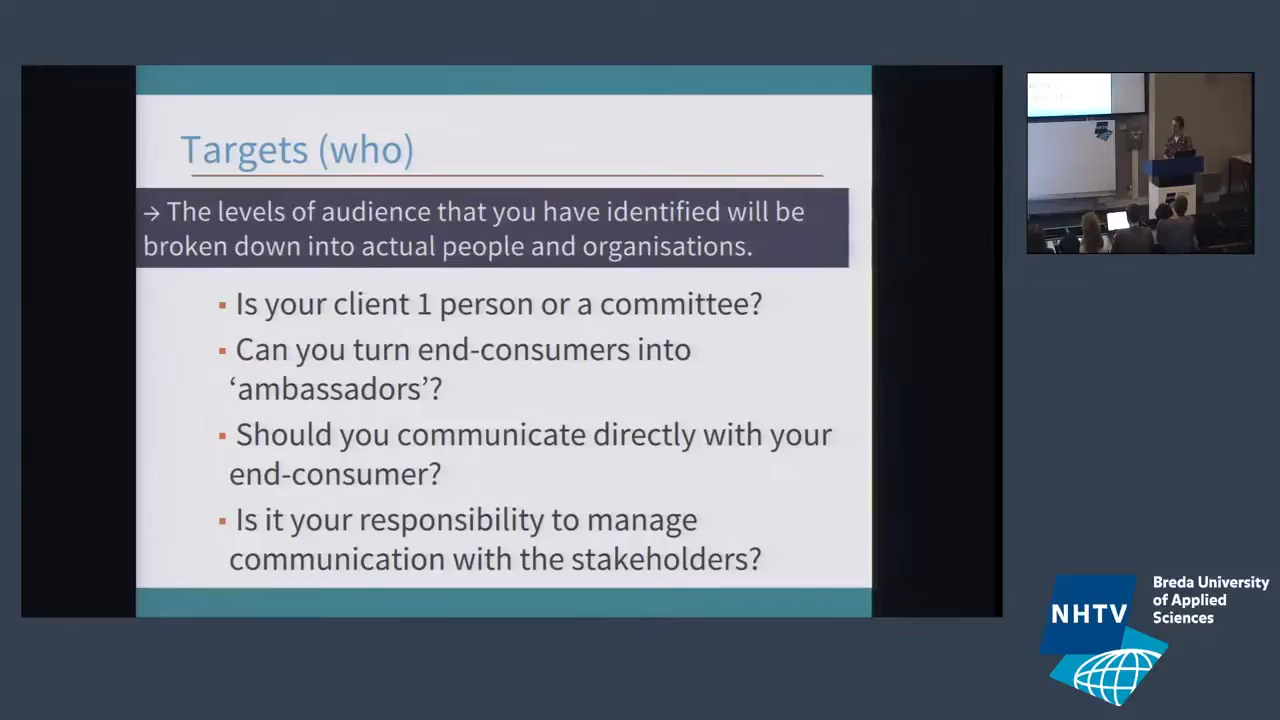 Targets (who)
→ The levels of audience that you have identified will be
broken down into actual people and organisations.
▪ Is your client 1 person or a committee?
▪ Can you turn end-consumers into
‘ambassadors’?
▪ Should you communicate directly with your
end-consumer?
▪ Is it your responsibility to manage
communication with the stakeholders?
NHTV
NHTV
Breda University
of Applied
Sciences